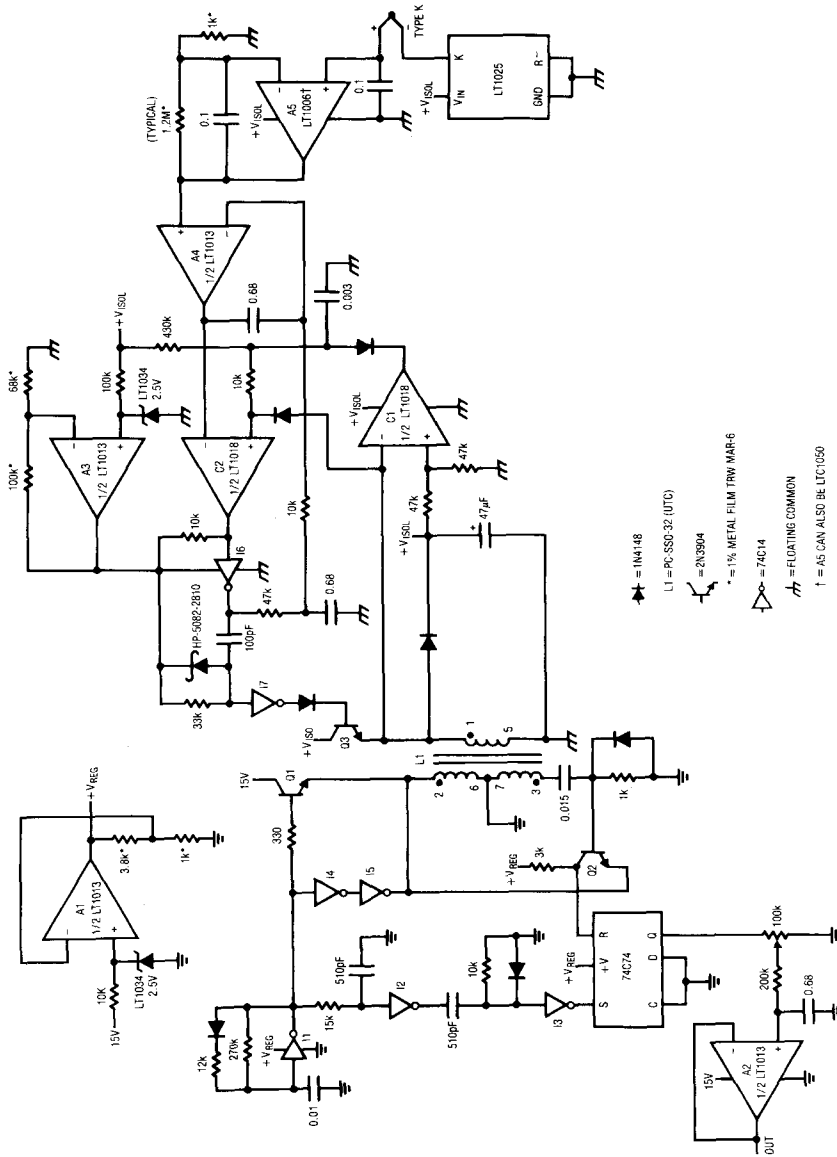 1k*
(TYPICAL)
1.2M*
0.1
−
+
A5
LT1006†
+VISOL
0.1
+
−
TYPE K
+VISOL
VIN
K
LT1025
GND
R−
+
−
A4
1/2 LT1013
0.68
0.003
430k
+VISOL
68k*
100k*
100k
LT1034
2.5V
−
+
A3
1/2 LT1013
10k
−
+
C2
1/2 LT1018
+VISOL
−
+
C1
1/2 LT1018
47k
47k
+VISOL
+
47µF
10k
10k
I6
HP-5082-2810
100pF
47k
0.68
33k
I7
+VISO
Q3
L1
1
5
2
6
7
3
15V
Q1
330
0.015
1k
+VREG
3k
Q2
I4
I5
A1
1/2 LT1013
−
+
+VREG
3.8k*
1k*
10K
15V
LT1034
2.5V
12k
270k
+VREG
I1
0.01
15k
510pF
I2
510pF
10k
I3
+VREG
R
+V
S
74C74
Q
D
C
100k
200k
0.68
15V
−
+
A2
1/2 LT1013
OUT
= 1N4148
L1 = PC-SSO-32 (UTC)
= 2N3904
* = 1% METAL FILM TRW MAR-6
= 74C14
= FLOATING COMMON
† = A5 CAN ALSO BE LTC1050